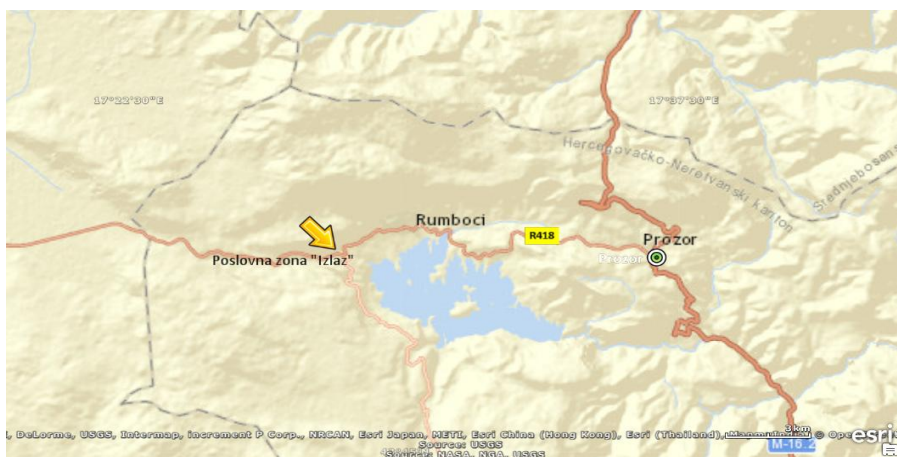 17°22'30"E
17°37'30"E
Hercegovačko-Neretvanski kanton
Rumboci
R418
Prozor
Poslovna zona "Izlaz"
Prozor
3 km
esri
, DeLorme, USGS, Intermap, increment P Corp., NRCAN, Esri Japan, METI, Esri China (Hong Kong), Esri (Thailand),
M-16.2
Source: USGS
Source: NASA, NGA, USGS